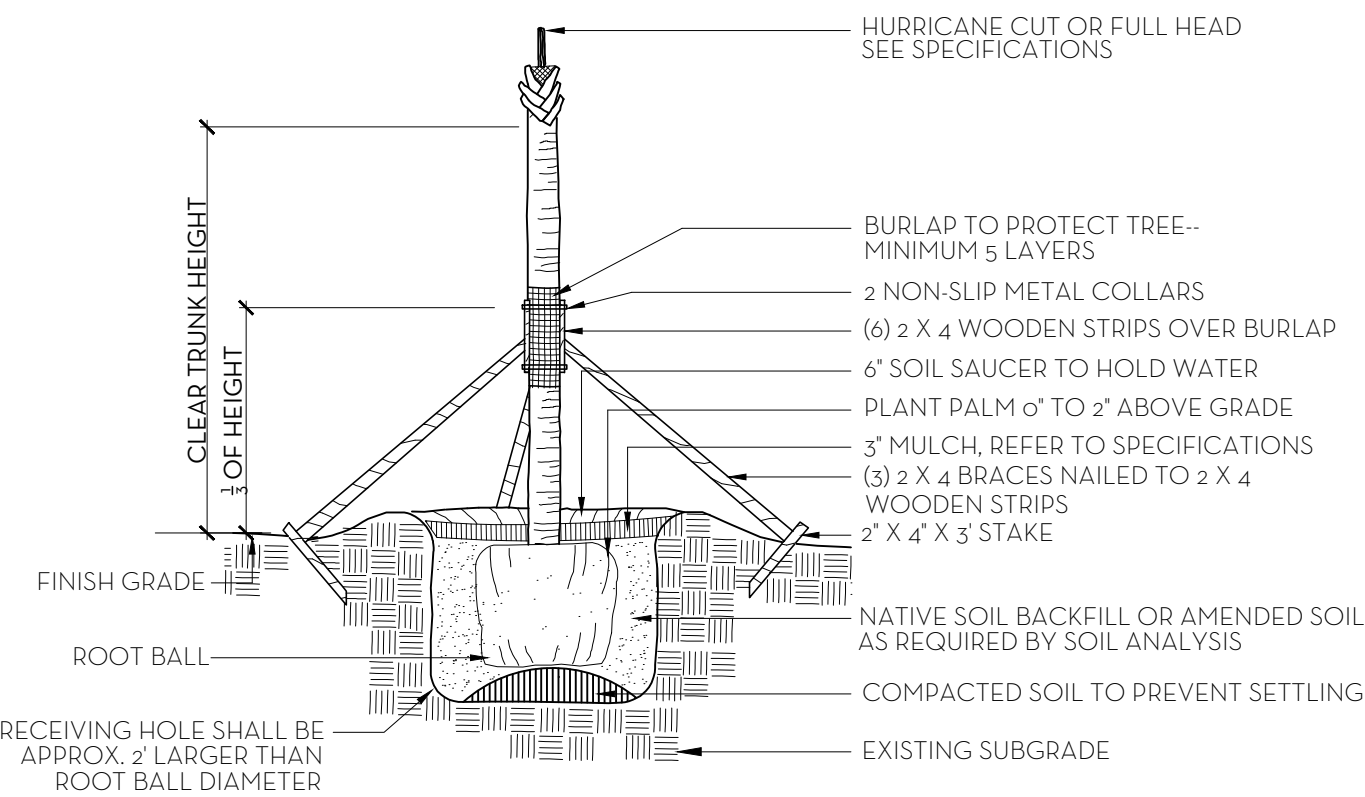 HURRICANE CUT OR FULL HEAD
SEE SPECIFICATIONS
CLEAR TRUNK HEIGHT
1/3 OF HEIGHT
BURLAP TO PROTECT TREE--
MINIMUM 5 LAYERS
2 NON-SLIP METAL COLLARS
(6) 2 X 4 WOODEN STRIPS OVER BURLAP
6" SOIL SAUCER TO HOLD WATER
PLANT PALM 0" TO 2" ABOVE GRADE
3" MULCH, REFER TO SPECIFICATIONS
(3) 2 X 4 BRACES NAILED TO 2 X 4
WOODEN STRIPS
2" X 4" X 3' STAKE
FINISH GRADE
NATIVE SOIL BACKFILL OR AMENDED SOIL
AS REQUIRED BY SOIL ANALYSIS
ROOT BALL
COMPACTED SOIL TO PREVENT SETTLING
RECEIVING HOLE SHALL BE
APPROX. 2' LARGER THAN
ROOT BALL DIAMETER
EXISTING SUBGRADE